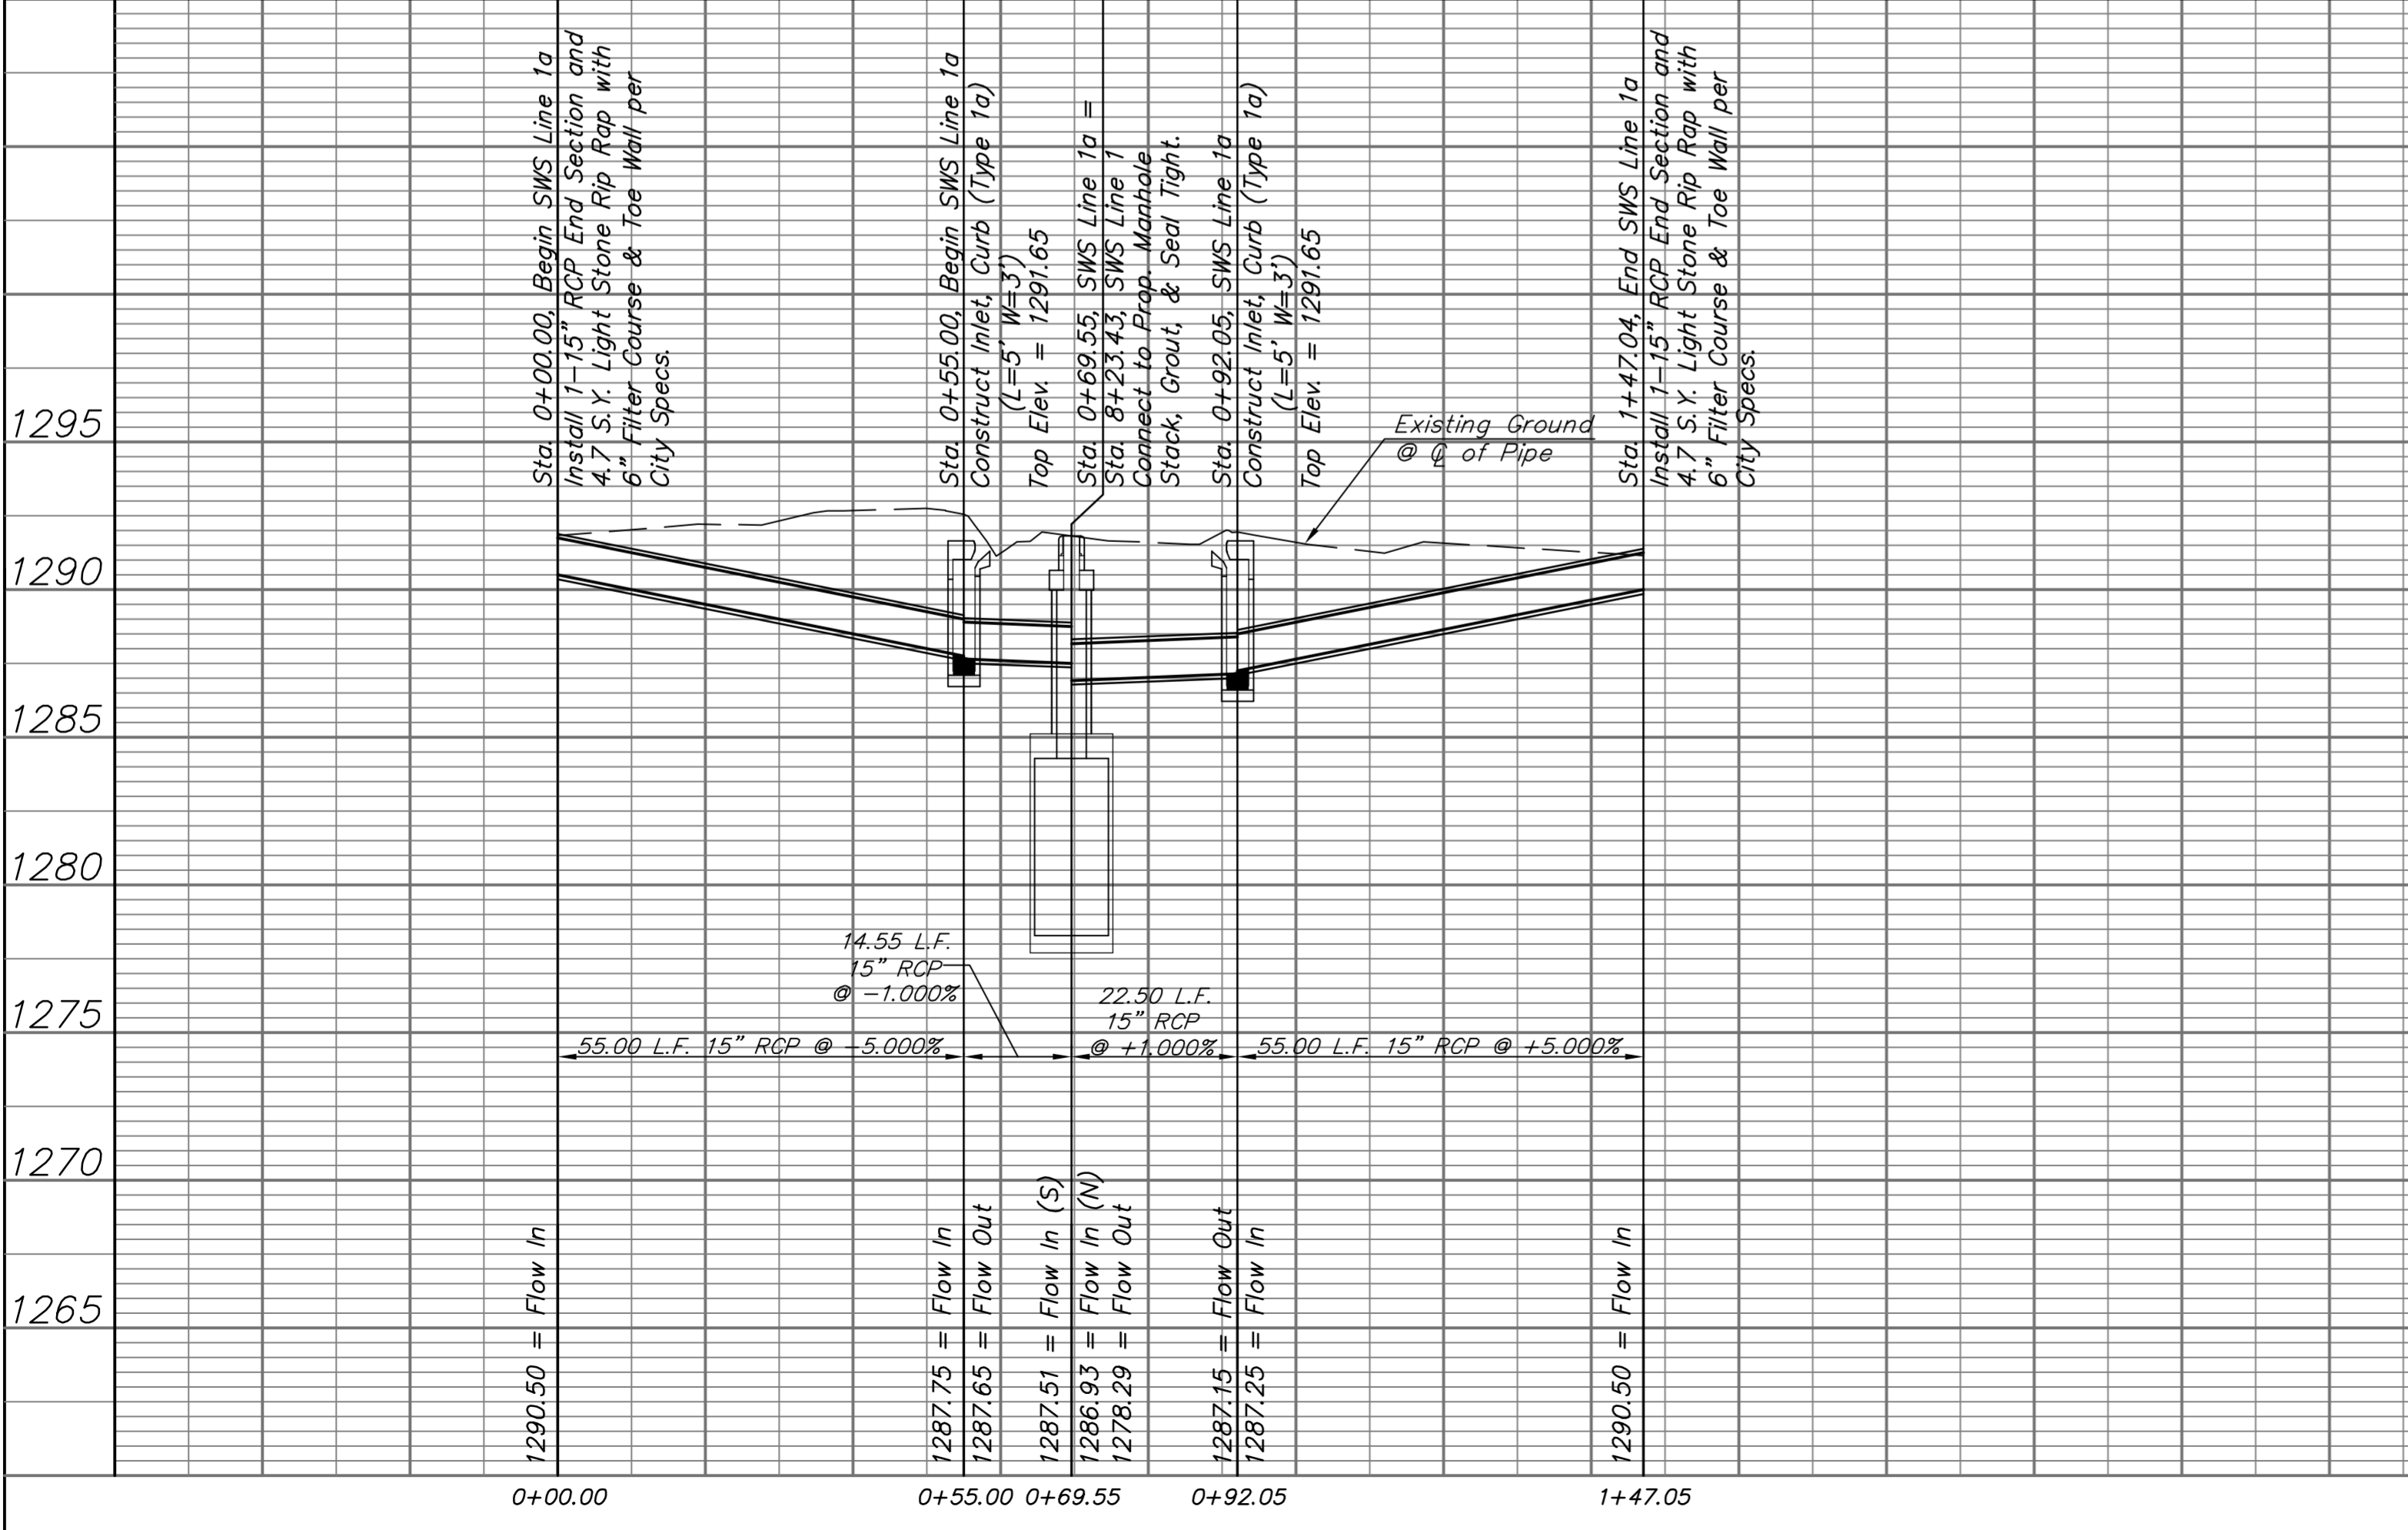 Sta. 0+00.00, Begin SWS Line 1a
Install 1-15" RCP End Section and
4.7 S.Y. Light Stone Rip Rap with
6" Filter Course & Toe Wall per
City Specs.
Sta. 0+55.00, Begin SWS Line 1a
Construct Inlet, Curb (Type 1a)
(L=5' W=3')
Top Elev. = 1291.65
Sta. 0+69.55, SWS Line 1a =
Sta. 8+23.43, SWS Line 1
Connect to Prop. Manhole
Stack, Grout, & Seal Tight.
Sta. 0+92.05, SWS Line 1a
Construct Inlet, Curb (Type 1a)
(L=5' W=3')
Top Elev. = 1291.65
Sta. 1+47.04, End SWS Line 1a
Install 1-15" RCP End Section and
4.7 S.Y. Light Stone Rip Rap with
6" Filter Course & Toe Wall per
City Specs.
Existing Ground
@ ℄ of Pipe
1295
1290
1285
1280
1275
1270
1265
14.55 L.F.
15" RCP
@ -1.000%
22.50 L.F.
15" RCP
@ +1.000%
55.00 L.F. 15" RCP @ -5.000%
55.00 L.F. 15" RCP @ +5.000%
1290.50 = Flow In
1287.75 = Flow In
1287.65 = Flow Out
1287.51 = Flow In (S)
1286.93 = Flow In (N)
1278.29 = Flow Out
1287.15 = Flow Out
1287.25 = Flow In
1290.50 = Flow In
0+00.00
0+55.00
0+69.55
0+92.05
1+47.05